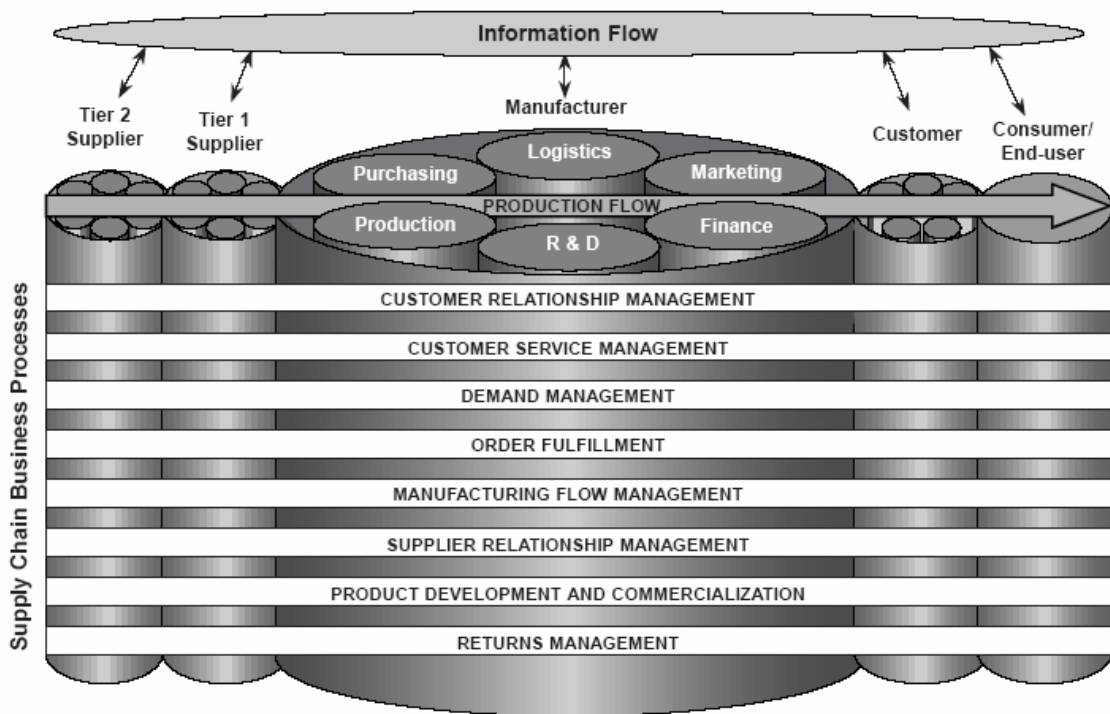 Information Flow
Tier 2
Supplier
Tier 1
Supplier
Manufacturer
Customer
Consumer/
End-user
Logistics
Purchasing
Marketing
PRODUCTION FLOW
Production
R & D
Finance
Supply Chain Business Processes
CUSTOMER RELATIONSHIP MANAGEMENT
CUSTOMER SERVICE MANAGEMENT
DEMAND MANAGEMENT
ORDER FULFILLMENT
MANUFACTURING FLOW MANAGEMENT
SUPPLIER RELATIONSHIP MANAGEMENT
PRODUCT DEVELOPMENT AND COMMERCIALIZATION
RETURNS MANAGEMENT